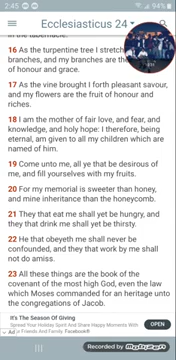 2:45
Ecclesiasticus 24
in the tabernacle.
16 As the turpentine tree I stretched
branches, and my branches are the
of honour and grace.
17 As the vine brought I forth pleasant savour,
and my flowers are the fruit of honour and
riches.
18 I am the mother of fair love, and fear, and
knowledge, and holy hope: I therefore, being
eternal, am given to all my children which are
named of him.
19 Come unto me, all ye that be desirous of
me, and fill yourselves with my fruits.
20 For my memorial is sweeter than honey,
and mine inheritance than the honeycomb.
21 They that eat me shall yet be hungry, and
they that drink me shall yet be thirsty.
22 He that obeyeth me shall never be
confounded, and they that work by me shall
not do amiss.
23 All these things are the book of the
covenant of the most high God, even the law
which Moses commanded for an heritage unto
the congregations of Jacob.
It's The Season Of Giving
Spread Your Holiday Spirit And Share Happy Moments With
A Facebook!
OPEN
RECORDED BY